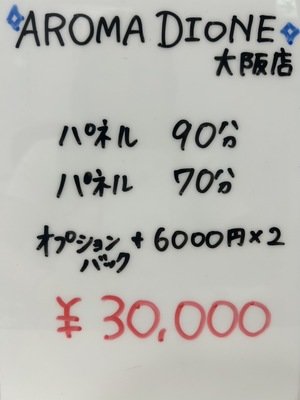 AROMA DIONE
大阪店
パネル 90分
パネル 70分
オプション + 6000円×2
バック
¥30,000